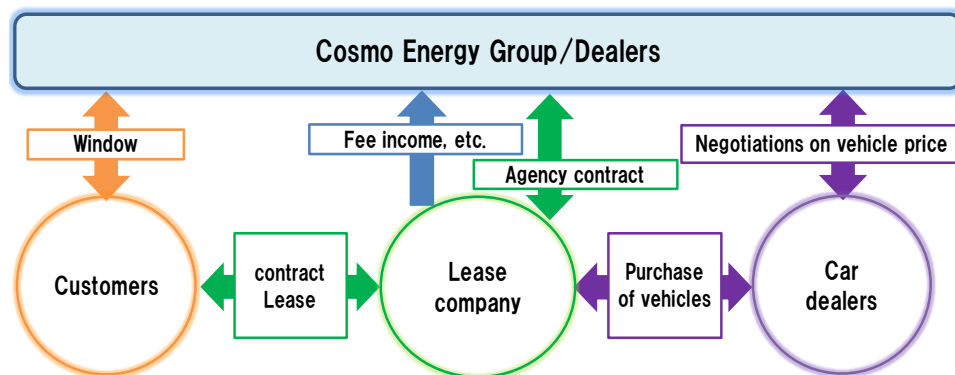 Cosmo Energy Group/Dealers
Window
Fee income, etc.
Agency contract
Negotiations on vehicle price
Customers
contract
Lease
Lease
company
Purchase
of vehicles
Car
dealers